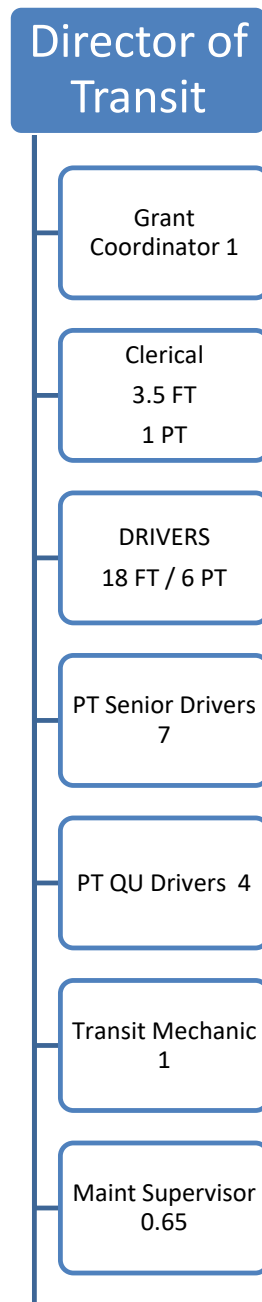 Director of
Transit
Grant
Coordinator 1
Clerical
3.5 FT
1 PT
DRIVERS
18 FT / 6 PT
PT Senior Drivers
7
PT QU Drivers  4
Transit Mechanic
1
Maint Supervisor
0.65